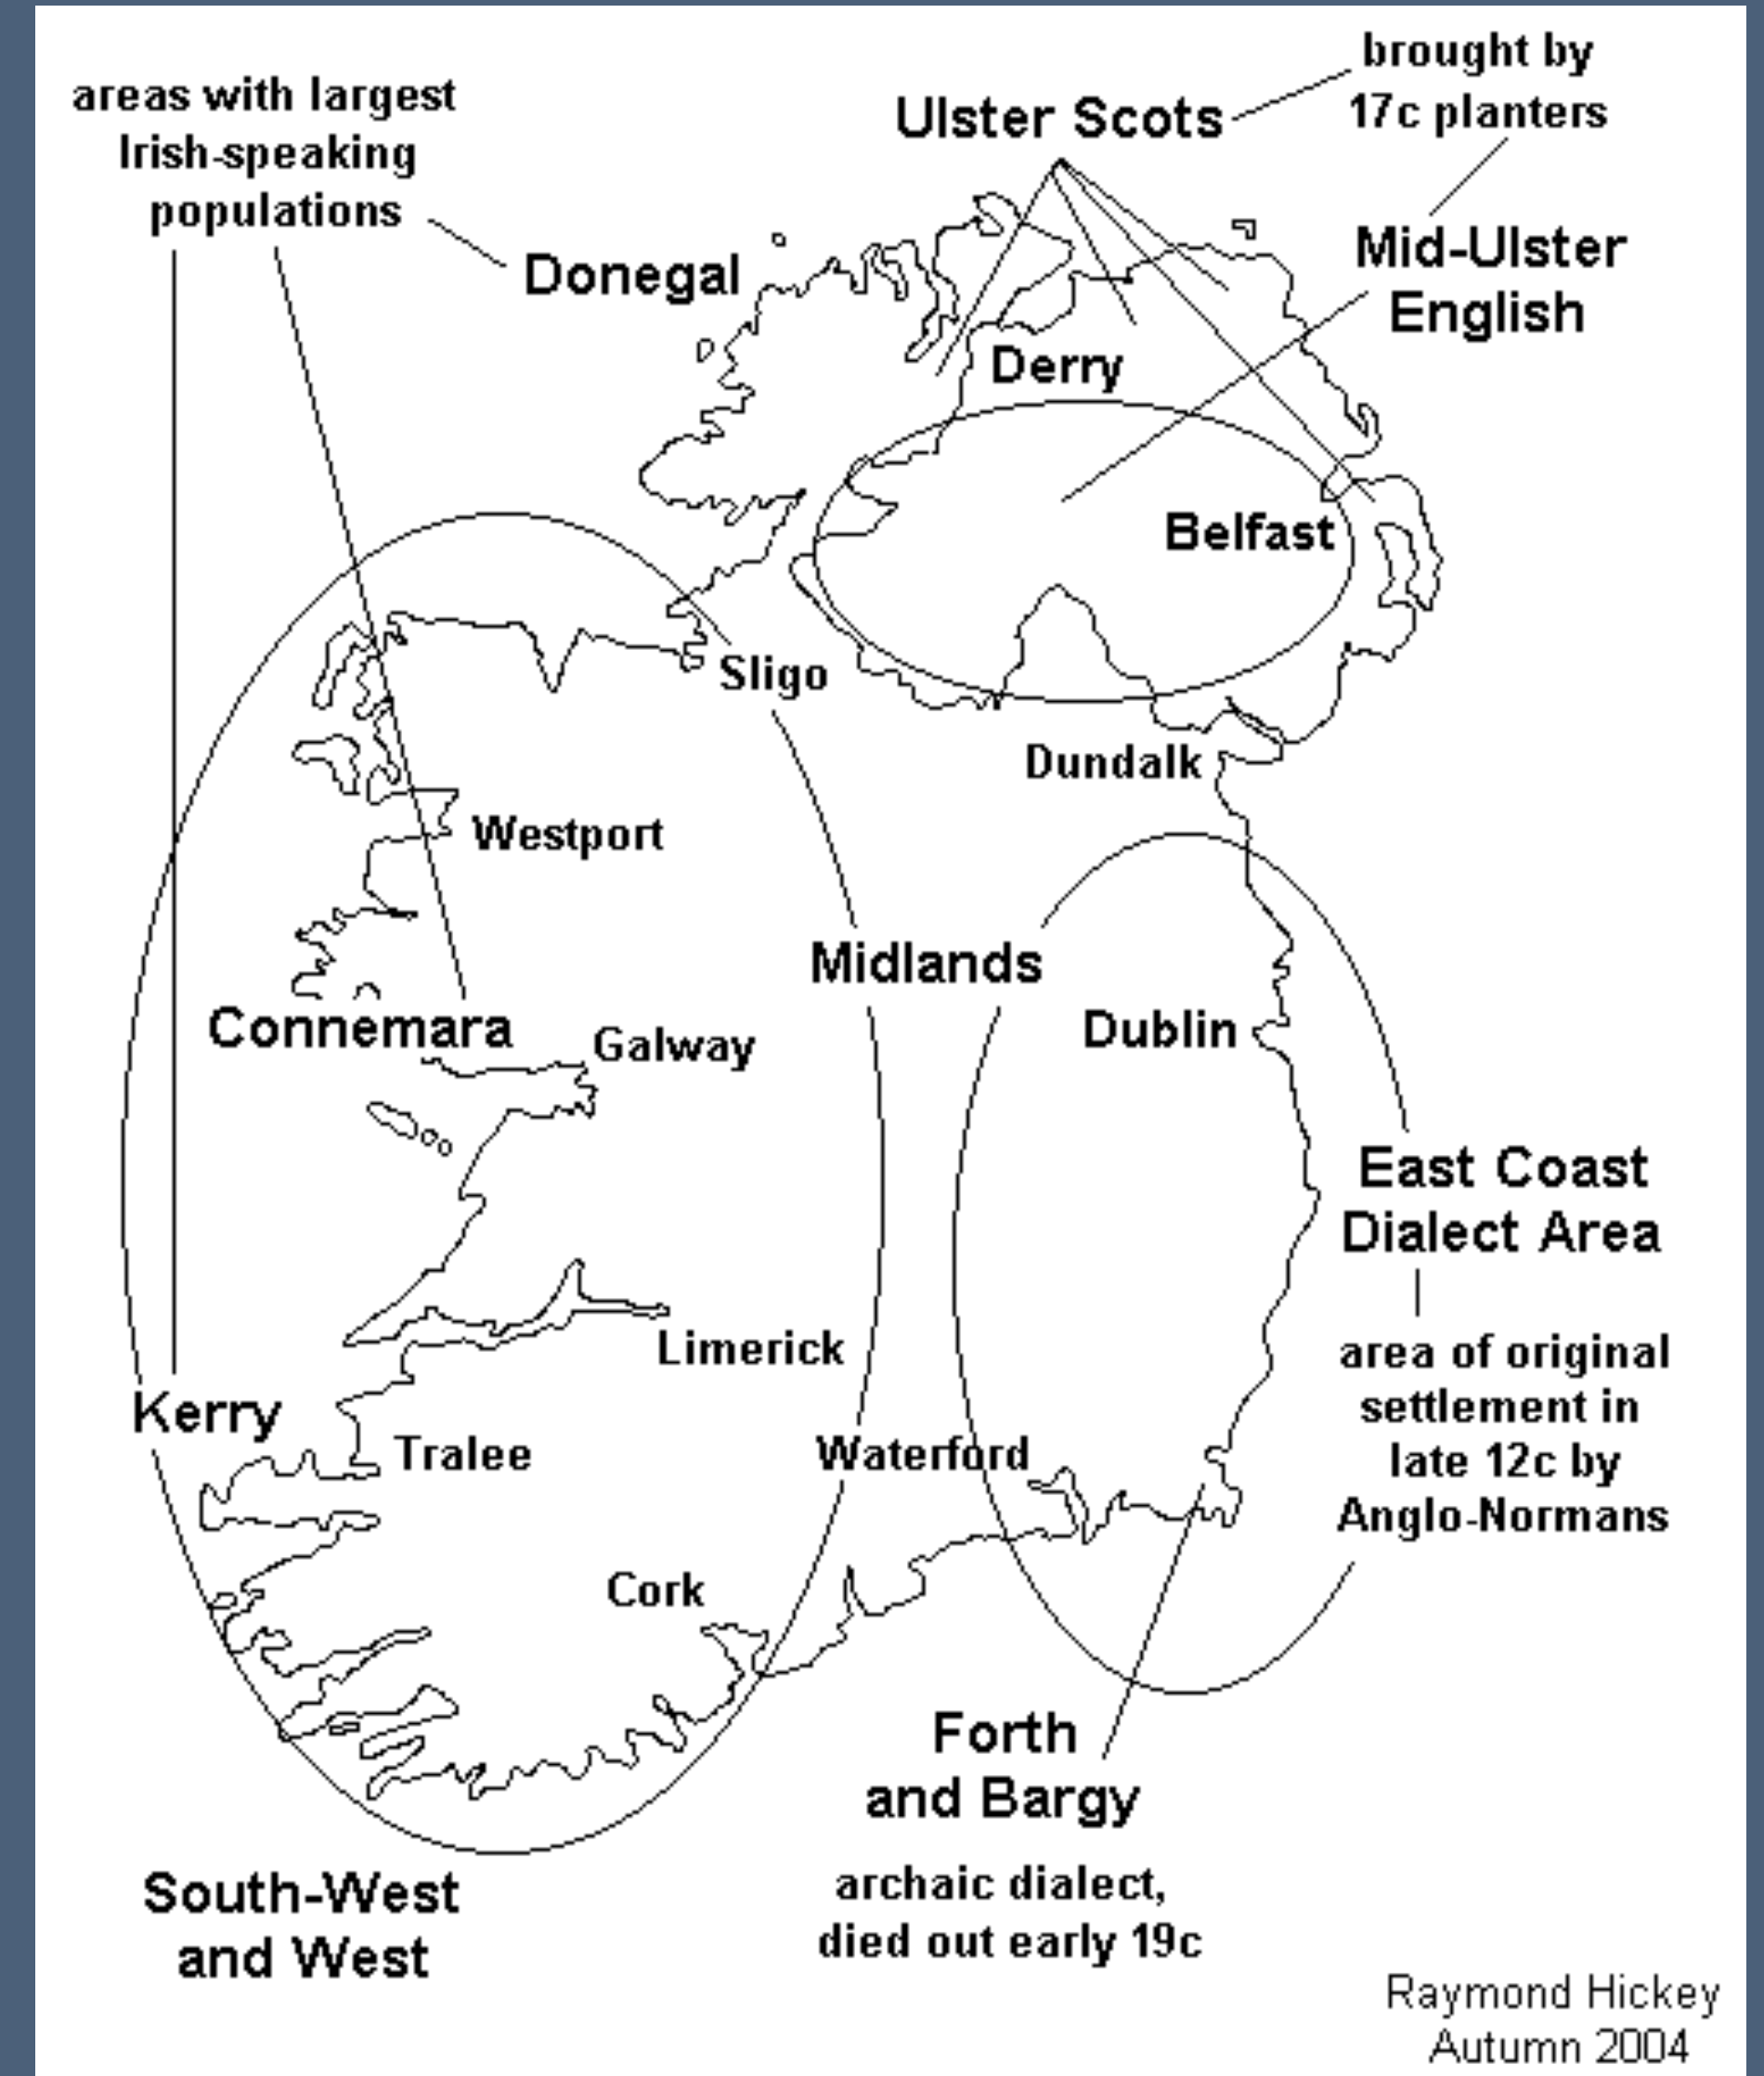 areas with largest
Irish-speaking
populations
brought by
17c planters
Ulster Scots
Mid-Ulster
English
Donegal
Derry
Belfast
Sligo
Dundalk
Westport
Midlands
Connemara
Galway
Dublin
East Coast
Dialect Area
area of original
settlement in
late 12c by
Anglo-Normans
Limerick
Kerry
Tralee
Waterford
Cork
Forth
and Bargy
archaic dialect,
died out early 19c
South-West
and West
Raymond Hickey
Autumn 2004